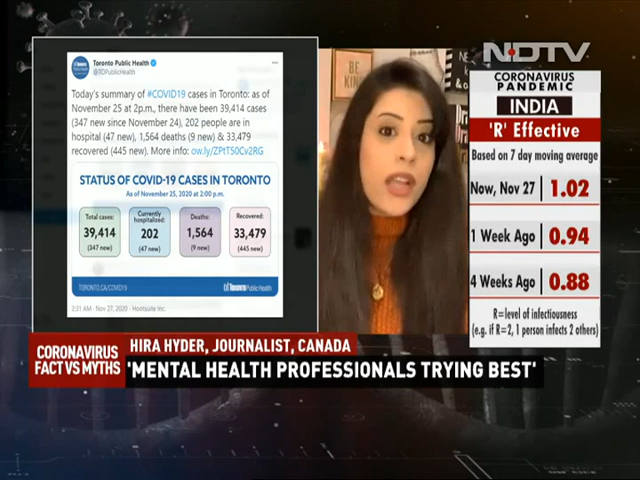 Toronto Public Health
@TOPublicHealth
Today's summary of #COVID19 cases in Toronto: as of
November 25 at 2p.m., there have been 39,414 cases
(347 new since November 24), 202 people are in
hospital (47 new), 1,564 deaths (9 new) & 33,479
recovered (445 new). More info: ow.ly/ZPtT50Cv2RG
STATUS OF COVID-19 CASES IN TORONTO
As of November 25, 2020 at 2:00 p.m.
Total cases:
39,414
(347 new)
Currently
hospitalized:
202
(47 new)
Deaths:
1,564
(9 new)
Recovered:
33,479
(445 new)
TORONTO.CA/COVID19
Toronto Public Health
2:31 AM · Nov 27, 2020 · Hootsuite Inc.
BE
KIN
NDTV
CORONAVIRUS
PANDEMIC
INDIA
'R' Effective
Based on 7 day moving average
Now, Nov 27 1.02
1 Week Ago 0.94
4 Weeks Ago 0.88
R=level of infectiousness
(e.g. if R=2, 1 person infects 2 others)
CORONAVIRUS
FACT VS MYTHS
HIRA HYDER, JOURNALIST, CANADA
'MENTAL HEALTH PROFESSIONALS TRYING BEST'